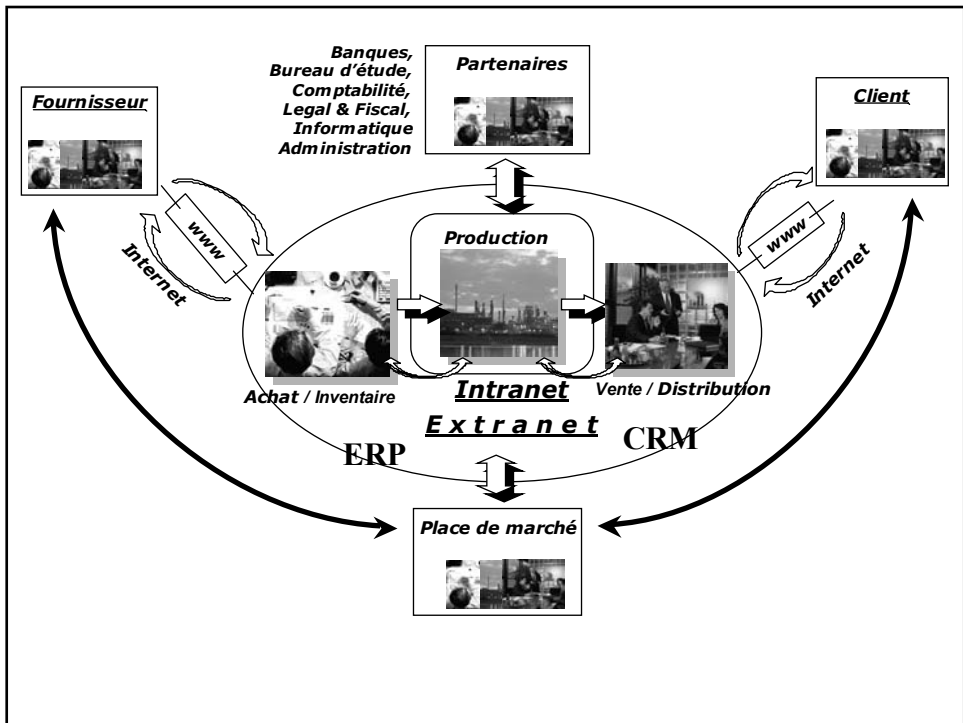 Banques,
Bureau d'étude,
Comptabilité,
Legal & Fiscal,
Informatique
Administration
Partenaires
Fournisseur
Client
www
Internet
www
Internet
Production
Achat / Inventaire
Intranet
Vente / Distribution
E x t r a n e t
ERP
CRM
Place de marché